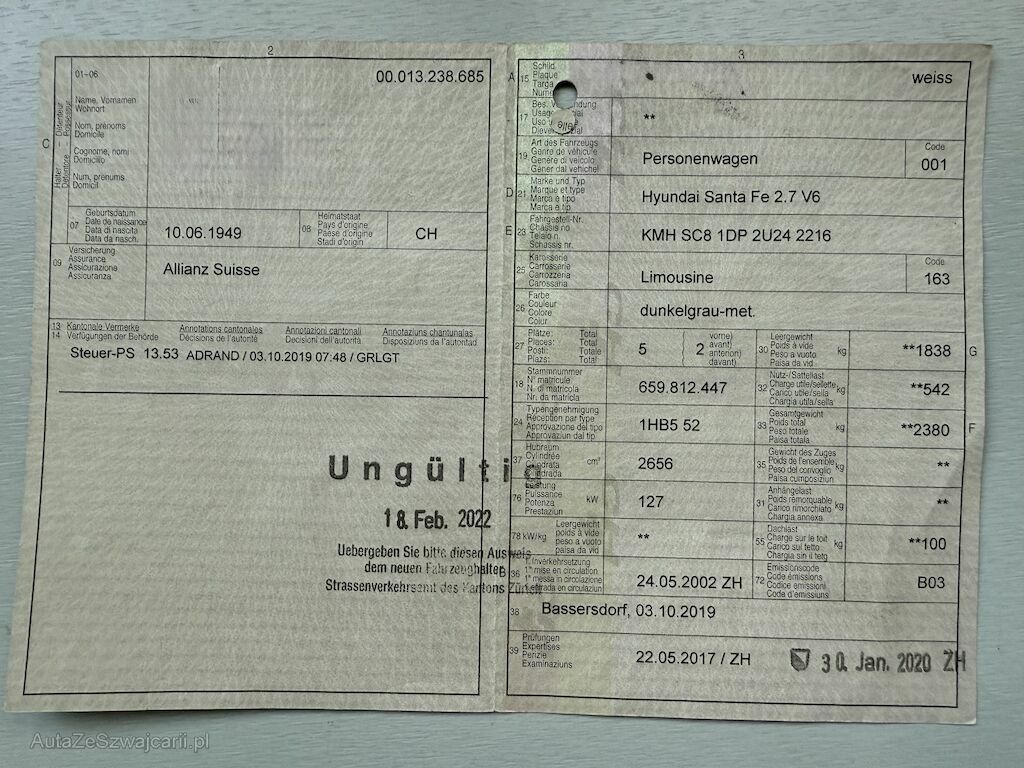 2
01-06
00.013.238.685
C
Halter - Détenteur
Détentore - Possessur
Name, Vornamen
Wohnort
Nom, prénoms
Domicile
Cognome, nomi
Domicilio
Num, prenums
Domicil
07
Geburtsdatum
Date de naissance
Data di nascita
Data da nasch.
10.06.1949
08
Heimatstaat
Pays d'origine
Paese d'origine
Stadi d'origin
CH
09
Versicherung
Assurance
Assicurazione
Assicuranza
Allianz Suisse
13 Kantonale Vermerke
14 Verfügungen der Behörde
Annotations cantonales
Décisions de l'autorité
Annotazioni cantonali
Decisioni dell'autorità
Annotaziuns chantunalas
Disposiziuns da l'autoritad
Steuer-PS 13.53 ADRAND / 03.10.2019 07:48 / GRLGT
Ungültig
18. Feb. 2022
Uebergeben Sie bitte diesen Ausweis
dem neuen Fahrzeughalter
Strassenverkehrsamt des Kantons Zürich
3
A 15
Schild
Plaque
Targa
weiss
17
**
19
Art des Fahrzeugs
Genre de véhicule
Genere di veicolo
Gener dal vehichel
Personenwagen
Code
001
D 21
Marke und Typ
Marque et type
Marca e tipo
Marca e tip
Hyundai Santa Fe 2.7 V6
E 23
Fahrgestell-Nr.
Châssis no
Telaio n.
Schassis nr.
KMH SC8 1DP 2U24 2216
25
Karosserie
Carrosserie
Carrozzeria
Carossaria
Limousine
Code
163
26
Farbe
Couleur
Colore
Colur
dunkelgrau-met.
27
Plätze: Total
Places: Total
Posti: Totale
Plazs: Total
5
2
vorne)
avant)
anteriori)
davant)
30
Leergewicht
Poids à vide
Peso a vuoto
Paisa da vid
kg
**1838
G
18
Stammnummer
N° matricule
N. di matricola
Nr. da matricla
659.812.447
32
Nutz-/Sattellast
Charge utile/sellette
Carico utile/sella
Chargia utila/sella
kg
**542
24
Typengenehmigung
Réception par type
Approvazione del tipo
Approvaziun dal tip
1HB5 52
33
Gesamtgewicht
Poids total
Peso totale
Paisa totala
kg
**2380
F
37
Hubraum
Cylindrée
Cilindrata
Cilindrada
cm³
2656
35
Gewicht des Zuges
Poids de l'ensemble
Peso del convoglio
Paisa cumposiziun
kg
**
76
Leistung
Puissance
Potenza
Prestaziun
kW
127
31
Anhängelast
Poids remorquable
Carico rimorchiato
Chargia annexa
kg
**
78 kW/kg
Leergewicht
poids à vide
peso a vuoto
paisa da vid
**
55
Dachlast
Charge sur le toit
Carico sul tetto
Chargia sin il tetg
kg
**100
B 36
1. Inverkehrsetzung
1re mise en circulation
1a messa in circolazione
24.05.2002 ZH
72
Emissionscode
Code émissions
Codice emissioni
Code d'emissiuns
B03
38
Bassersdorf, 03.10.2019
39
Prüfungen
Expertises
Perizie
Examinaziuns
22.05.2017 / ZH
30. Jan. 2020 ZH
AutaZeSzwajcarii.pl